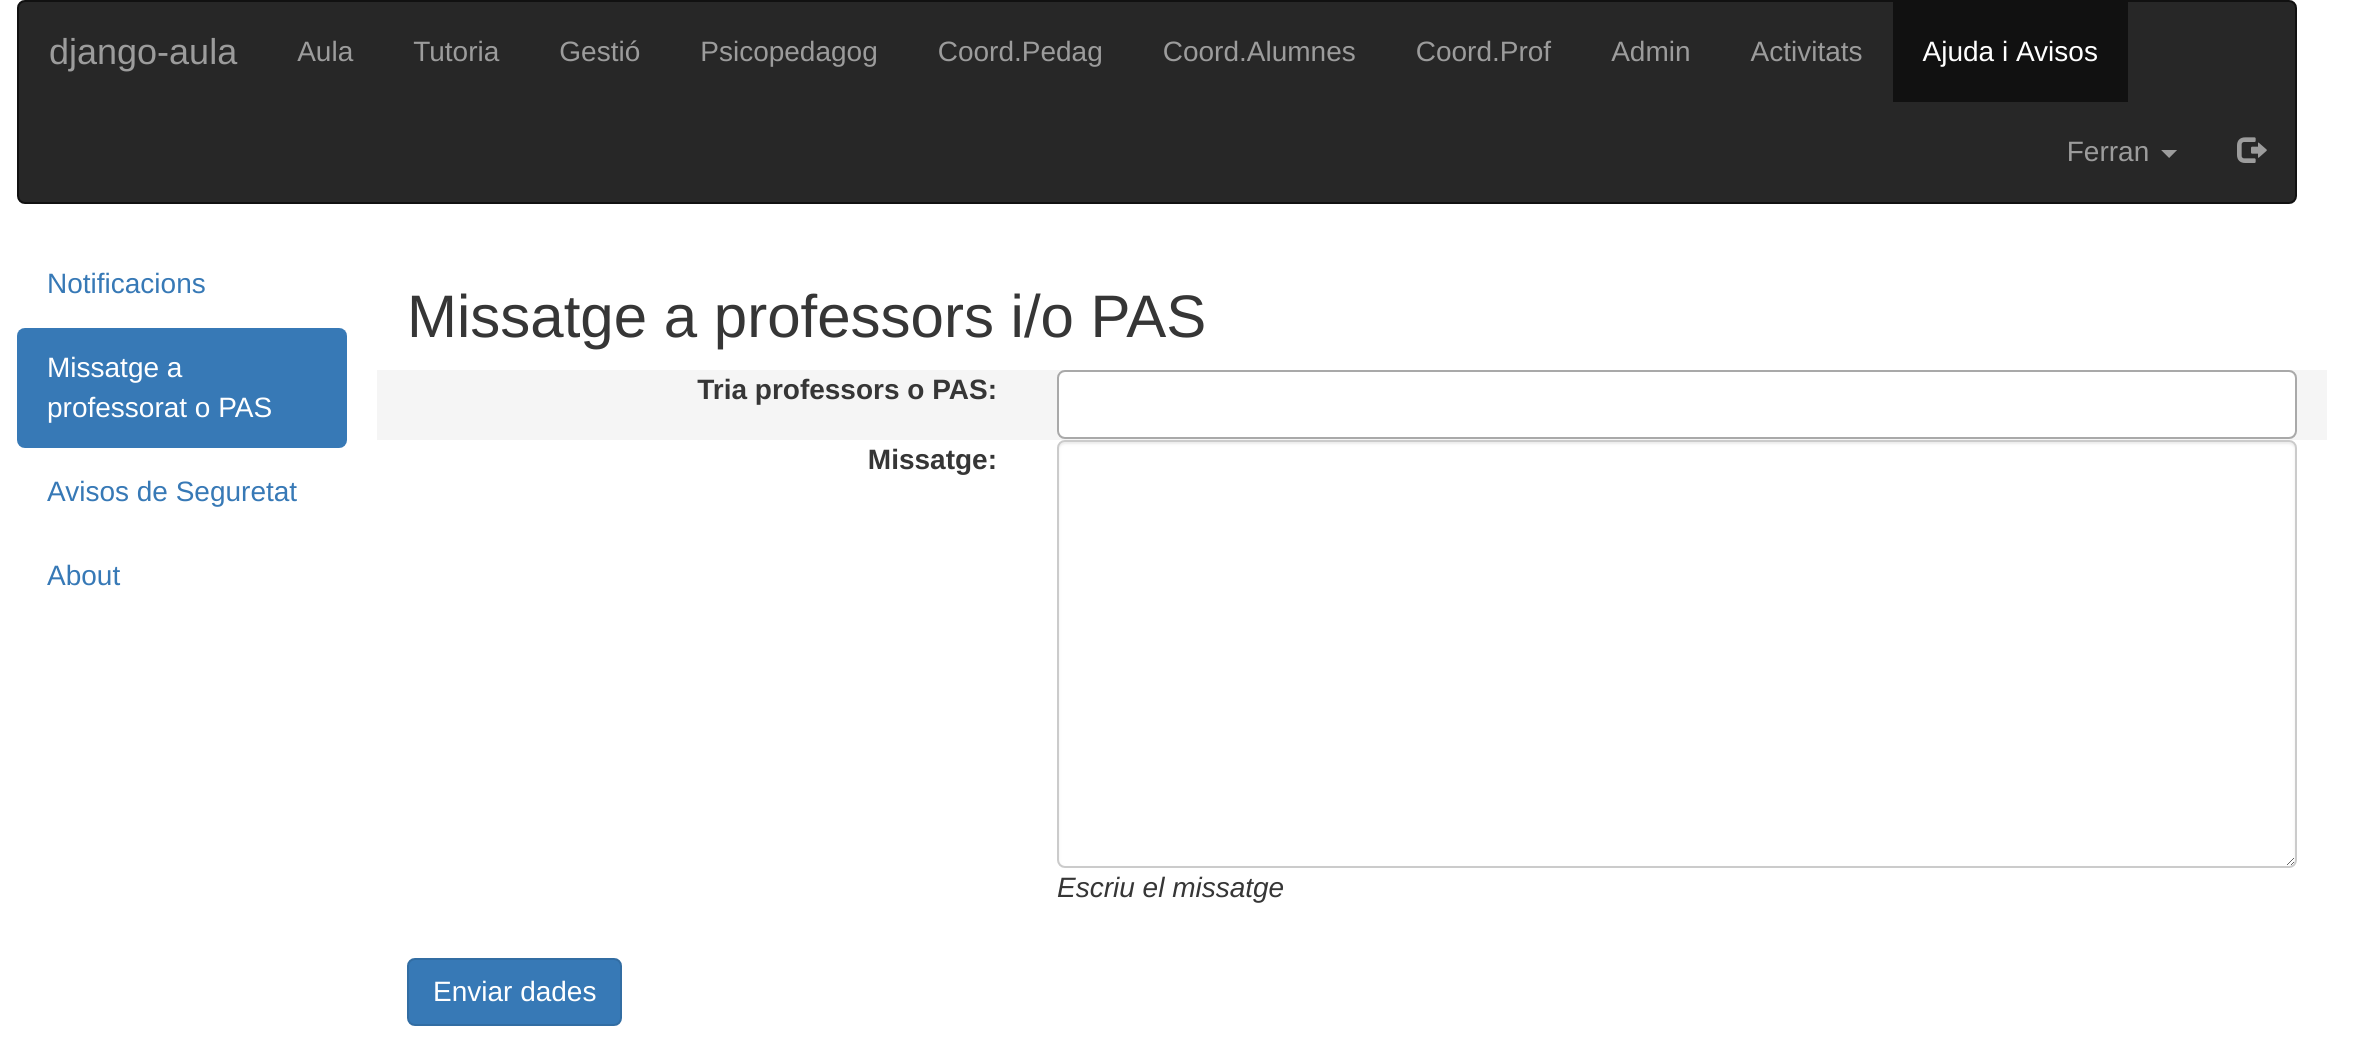 django-aula Aula Tutoria Gestió Psicopedagog Coord.Pedag Coord.Alumnes Coord.Prof Admin Activitats Ajuda i Avisos
Ferran
Notificacions
Missatge a
professorat o PAS
Avisos de Seguretat
About
Missatge a professors i/o PAS
Tria professors o PAS:
Missatge:
Escriu el missatge
Enviar dades